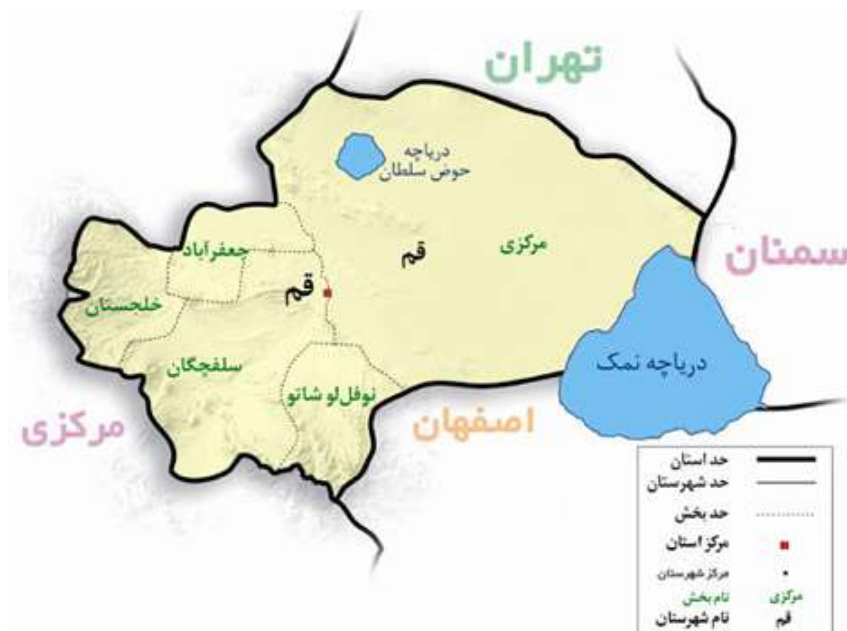 تهران
دریاچه
حوض سلطان
سمنان
جعفرآباد
قم
مرکزی
خلجستان
قم
سلفچگان
دریاچه نمک
نوفل‌لو شاتو
اصفهان
مرکزی
حد استان
حد شهرستان
حد بخش
مرکز استان
مرکز شهرستان
نام بخش مرکزی
نام شهرستان قم